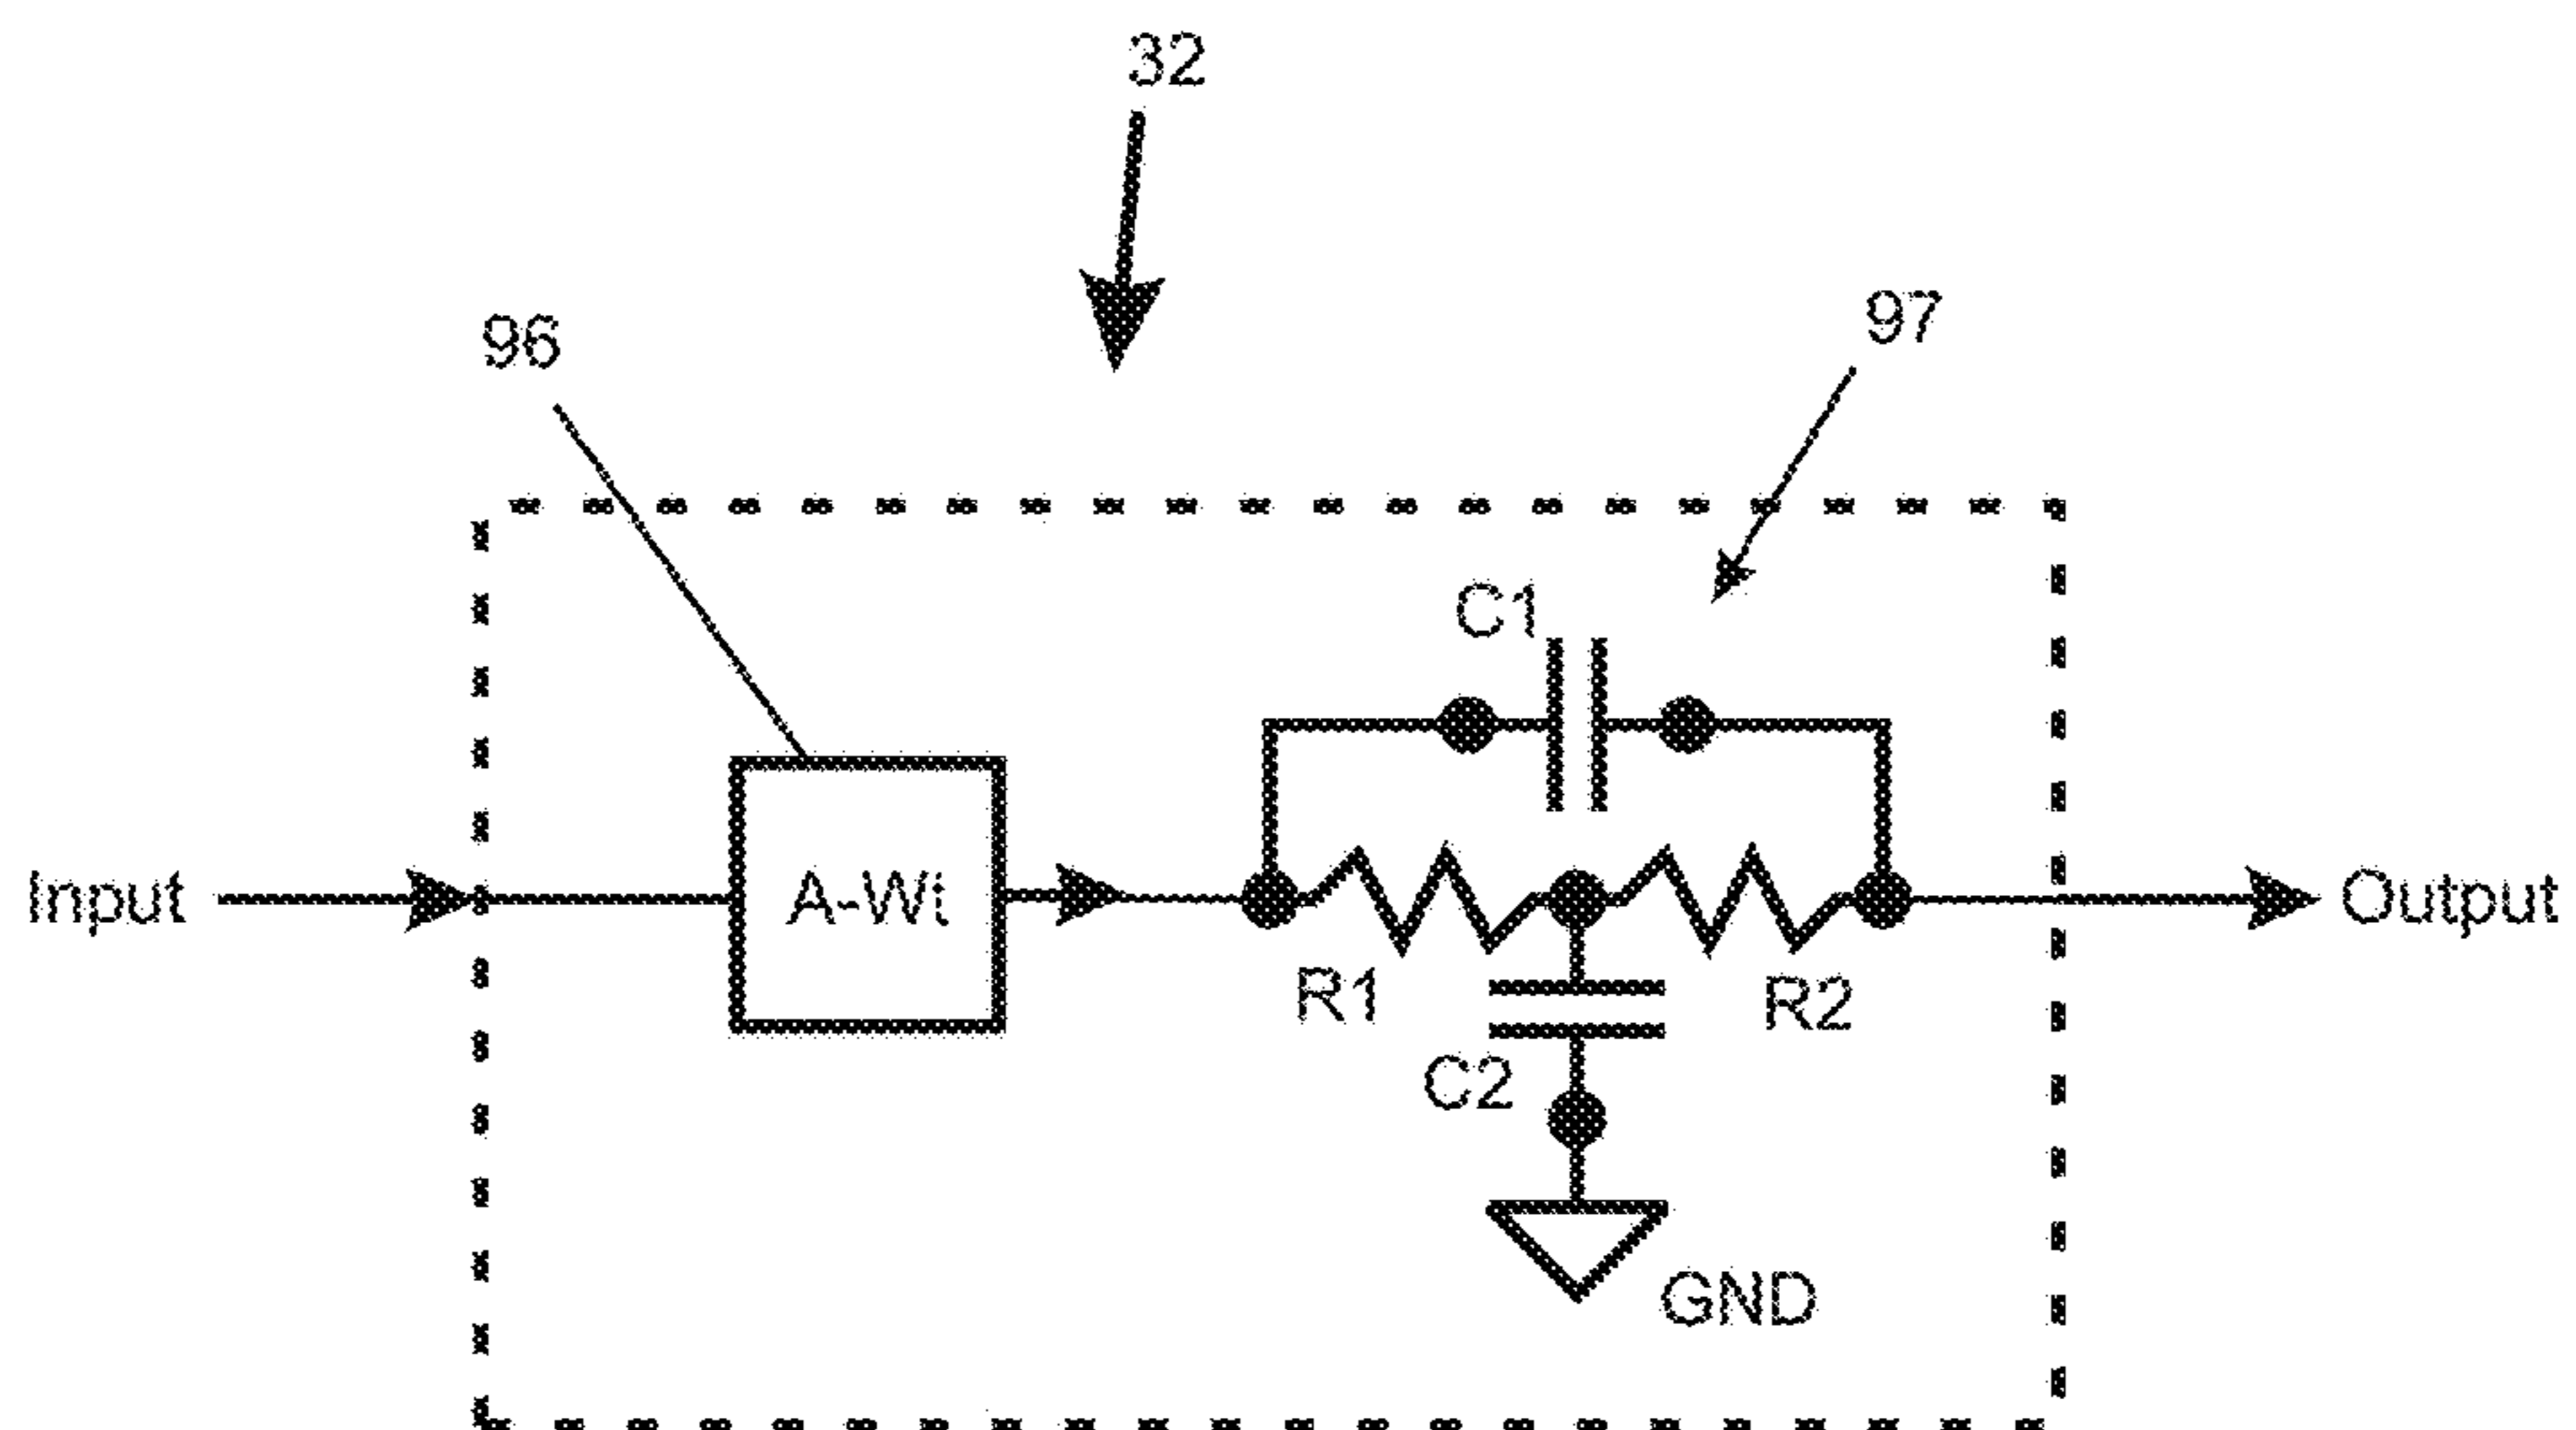 32
96
97
C1
Input
A-Wt
Output
R1
R2
C2
GND